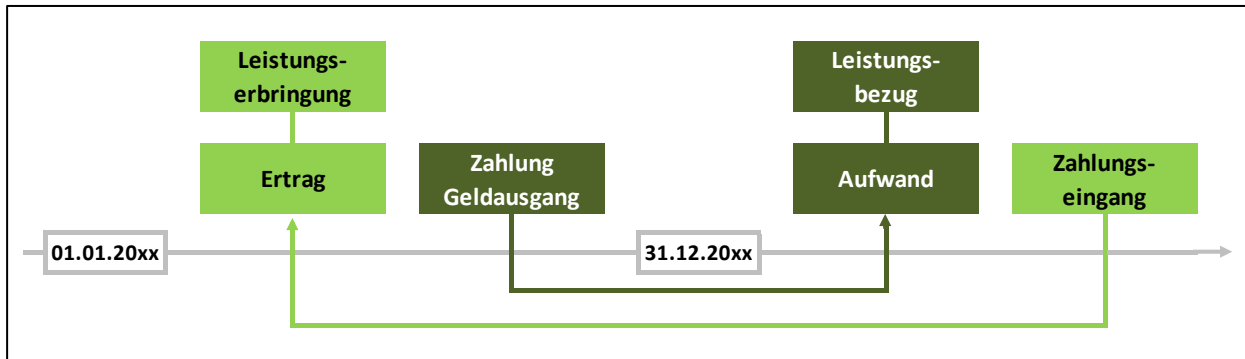 Leistungs-
erbringung
Leistungs-
bezug
Ertrag
Zahlung
Geldausgang
Aufwand
Zahlungs-
eingang
01.01.20xx
31.12.20xx